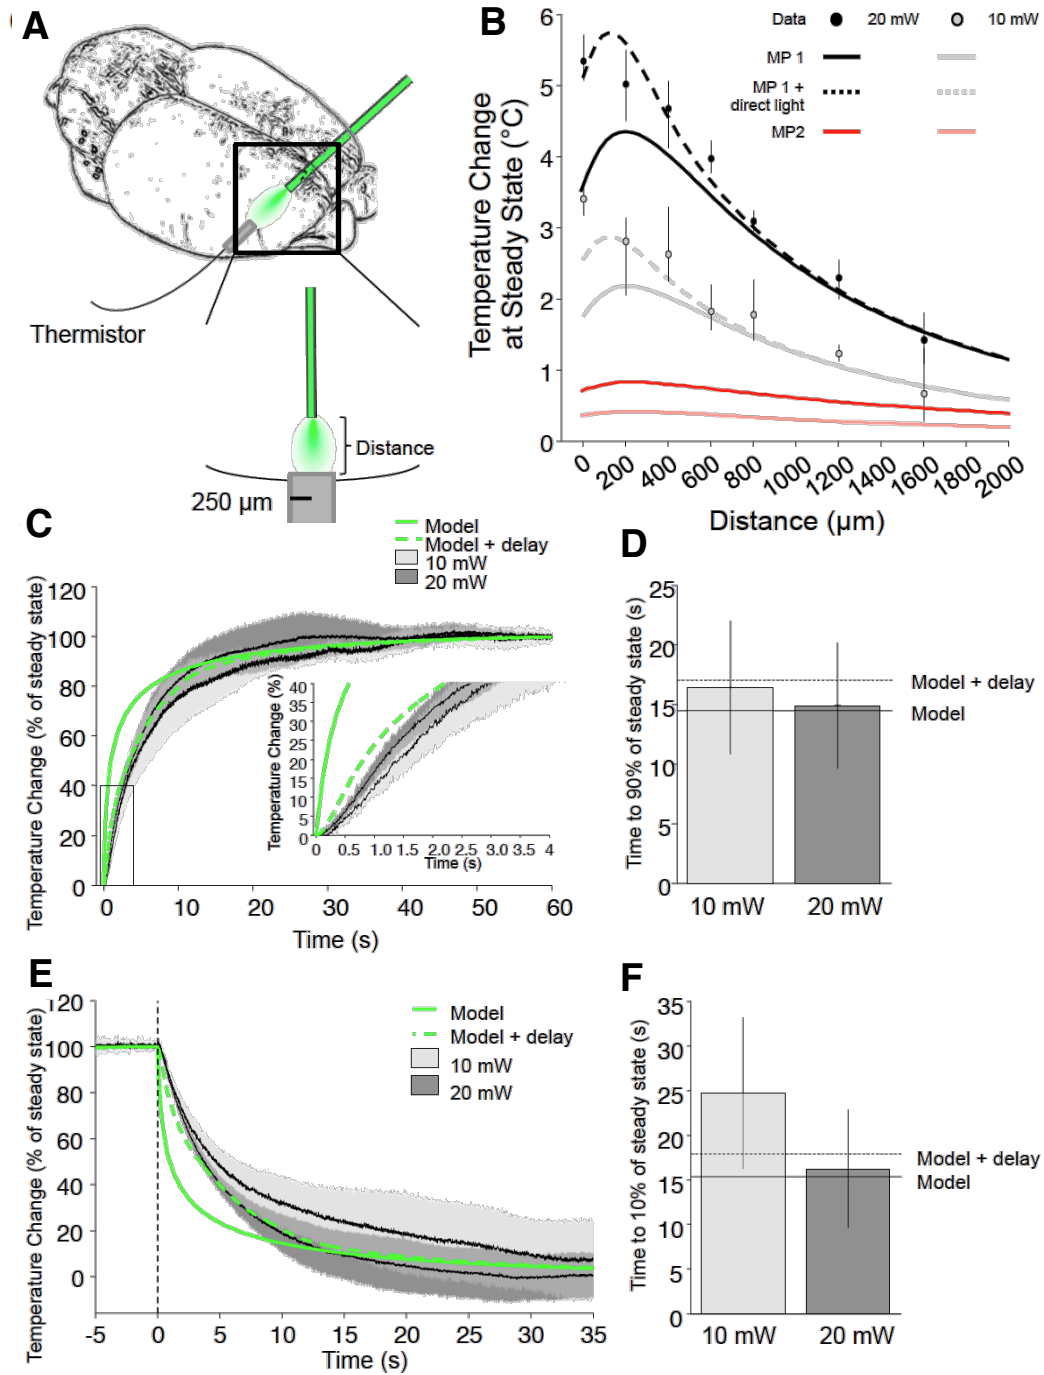 A
Thermistor
Distance
250 µm
B
Data 20 mW 10 mW
MP 1
MP 1 +
direct light
MP2
Temperature Change
at Steady State (°C)
6
5
4
3
2
1
0
0 200 400 600 800 1000 1200 1400 1600 1800 2000
Distance (µm)
C
Model
Model + delay
10 mW
20 mW
Temperature Change (% of steady state)
120
100
80
60
40
20
0
0 10 20 30 40 50 60
Time (s)
Temperature Change (%)
40
35
30
25
20
15
10
5
0
0 0.5 1.0 1.5 2.0 2.5 3.0 3.5 4
Time (s)
D
Time to 90% of steady state (s)
25
20
15
10
5
0
Model + delay
Model
10 mW 20 mW
E
Model
Model + delay
10 mW
20 mW
Temperature Change (% of steady state)
120
100
80
60
40
20
0
-5 0 5 10 15 20 25 30 35
Time (s)
F
Time to 10% of steady state (s)
35
30
25
20
15
10
5
0
Model + delay
Model
10 mW 20 mW